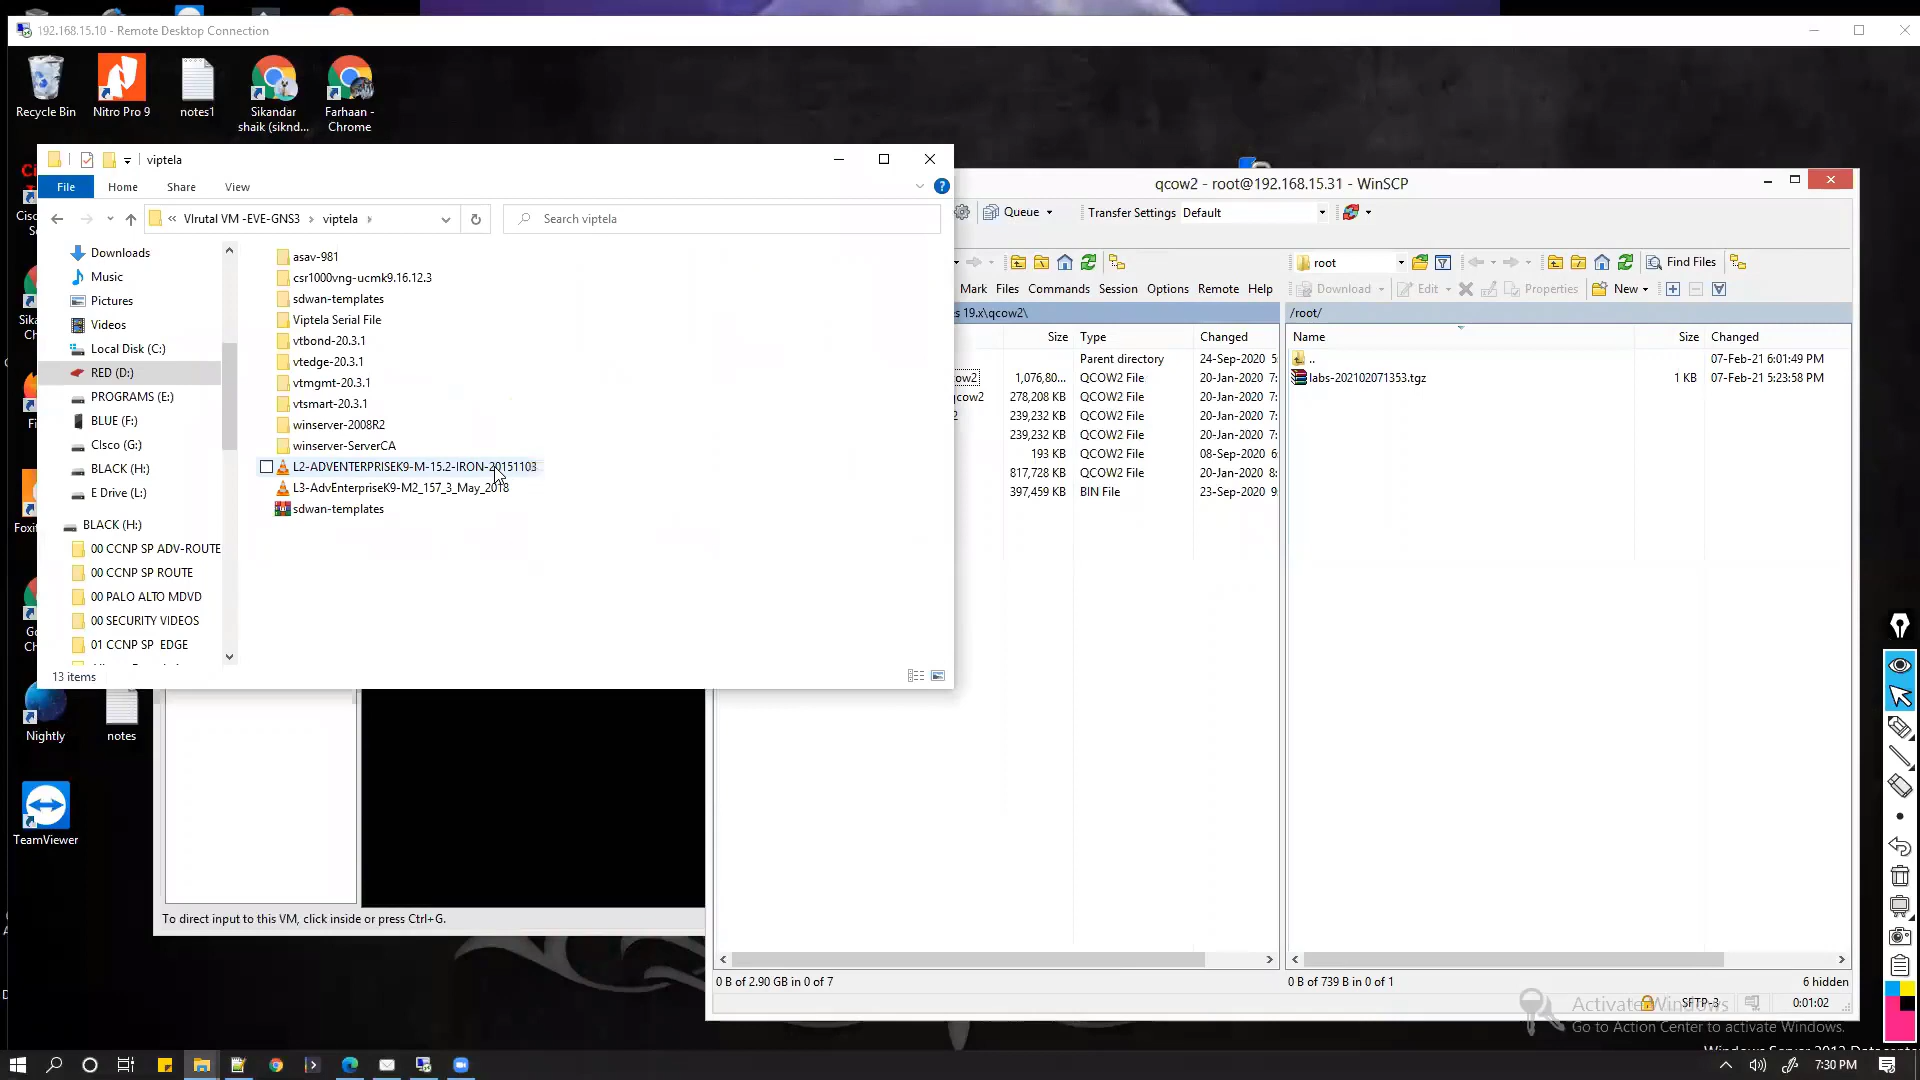 192.168.15.10 - Remote Desktop Connection
Recycle Bin
Nitro Pro 9
notes1
Sikandar
shaik (siknd...
Farhaan -
Chrome
viptela
File
Home
Share
View
« VIrutal VM -EVE-GNS3 > viptela >
Search viptela
Downloads
Music
Pictures
Videos
Local Disk (C:)
RED (D:)
PROGRAMS (E:)
BLUE (F:)
CIsco (G:)
BLACK (H:)
E Drive (L:)
BLACK (H:)
00 CCNP SP ADV-ROUTE
00 CCNP SP ROUTE
00 PALO ALTO MDVD
00 SECURITY VIDEOS
01 CCNP SP EDGE
asav-981
csr1000vng-ucmk9.16.12.3
sdwan-templates
Viptela Serial File
vtbond-20.3.1
vtedge-20.3.1
vtmgmt-20.3.1
vtsmart-20.3.1
winserver-2008R2
winserver-ServerCA
L2-ADVENTERPRISEK9-M-15.2-IRON-20151103
L3-AdvEnterpriseK9-M2_157_3_May_2018
sdwan-templates
13 items
Nightly
notes
TeamViewer
To direct input to this VM, click inside or press Ctrl+G.
qcow2 - root@192.168.15.31 - WinSCP
Queue
Transfer Settings Default
root
Find Files
Mark Files Commands Session Options Remote Help
Download
Edit
Properties
New
s 19.x\qcow2\
/root/
Size Type Changed
Parent directory 24-Sep-2020 5:
ow2 1,076,80... QCOW2 File 20-Jan-2020 7:
qcow2 278,208 KB QCOW2 File 20-Jan-2020 7:
2 239,232 KB QCOW2 File 20-Jan-2020 7:
239,232 KB QCOW2 File 20-Jan-2020 7:
193 KB QCOW2 File 08-Sep-2020 6:
817,728 KB QCOW2 File 20-Jan-2020 8:
397,459 KB BIN File 23-Sep-2020 9:
Name Size Changed
.. 07-Feb-21 6:01:49 PM
labs-202102071353.tgz 1 KB 07-Feb-21 5:23:58 PM
0 B of 2.90 GB in 0 of 7
0 B of 739 B in 0 of 1
6 hidden
SFTP-3
0:01:02
Activate Windows
Go to Action Center to activate Windows.
7:30 PM